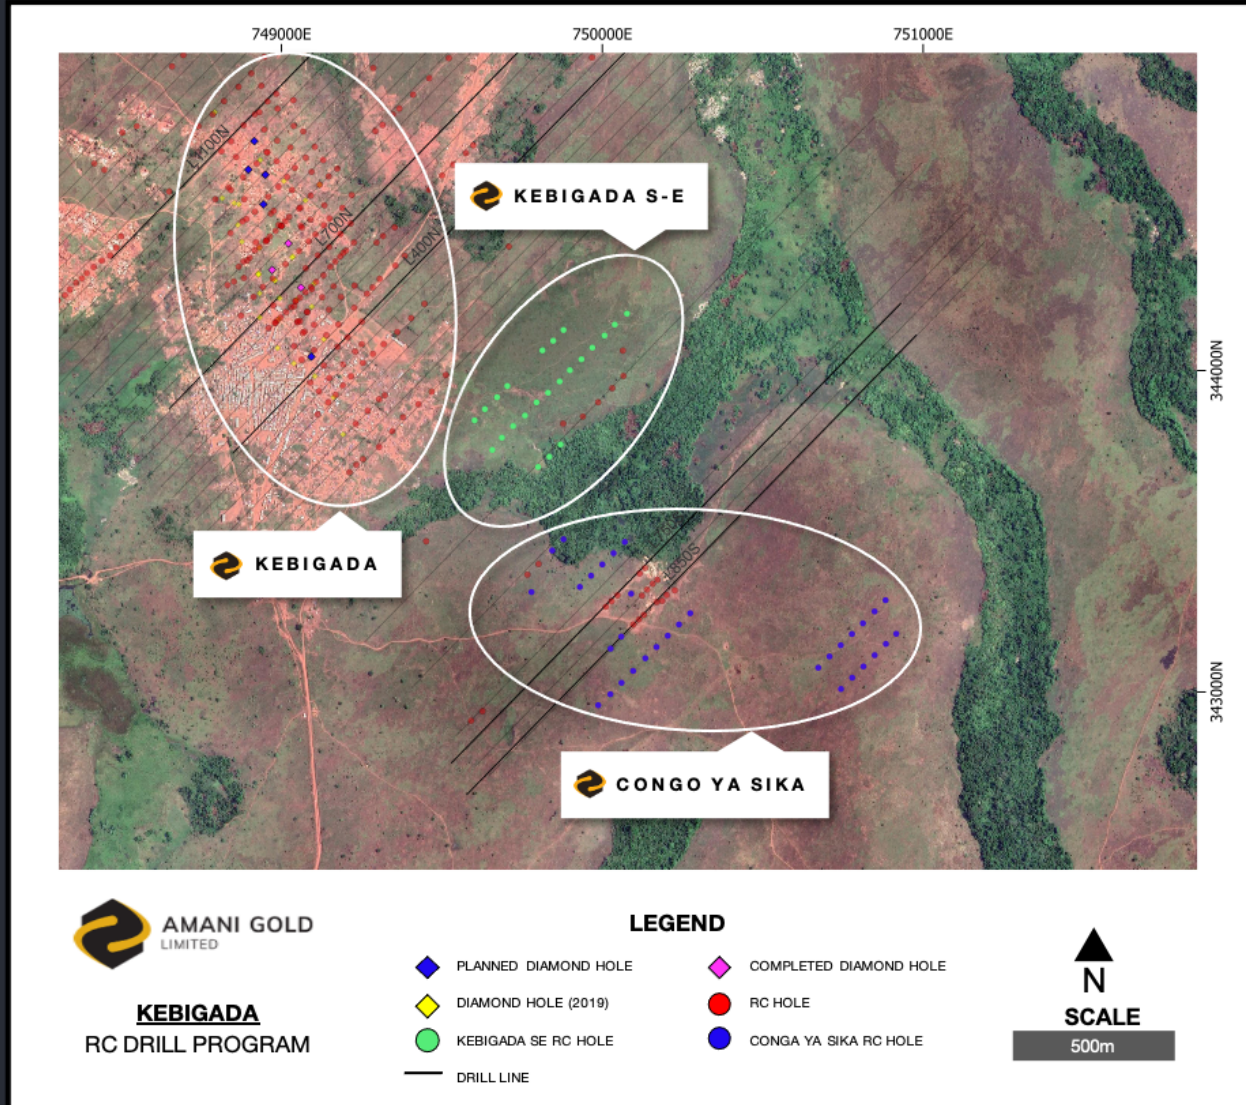 749000E
750000E
751000E
L1100N
L700N
L400N
KEBIGADA S-E
344000N
KEBIGADA
L850S
343000N
CONGO YA SIKA
AMANI GOLD
LIMITED
KEBIGADA
RC DRILL PROGRAM
LEGEND
PLANNED DIAMOND HOLE
COMPLETED DIAMOND HOLE
DIAMOND HOLE (2019)
RC HOLE
KEBIGADA SE RC HOLE
CONGA YA SIKA RC HOLE
DRILL LINE
N
SCALE
500m